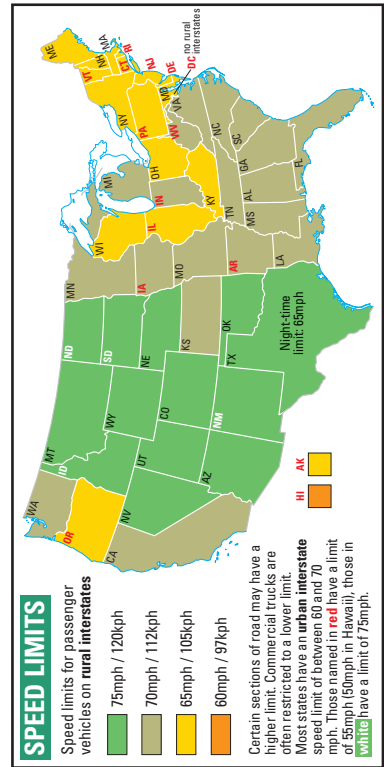 SPEED LIMITS
Speed limits for passenger
vehicles on rural interstates
75mph / 120kph
70mph / 112kph
65mph / 105kph
60mph / 97kph
Certain sections of road may have a
higher limit. Commercial trucks are
often restricted to a lower limit.
Most states have an urban interstate
speed limit of between 60 and 70
mph. Those named in red have a limit
of 55mph (50mph in Hawaii), those in
white have a limit of 75mph.
HI
AK
WA
OR
CA
NV
ID
MT
WY
UT
AZ
CO
NM
ND
SD
NE
KS
OK
TX
Night-time
limit: 65mph
MN
IA
MO
AR
LA
WI
IL
MI
IN
OH
KY
TN
MS
AL
GA
FL
SC
NC
VA
WV
PA
NY
VT
NH
ME
MA
RI
CT
NJ
DE
MD
DC no rural
interstates